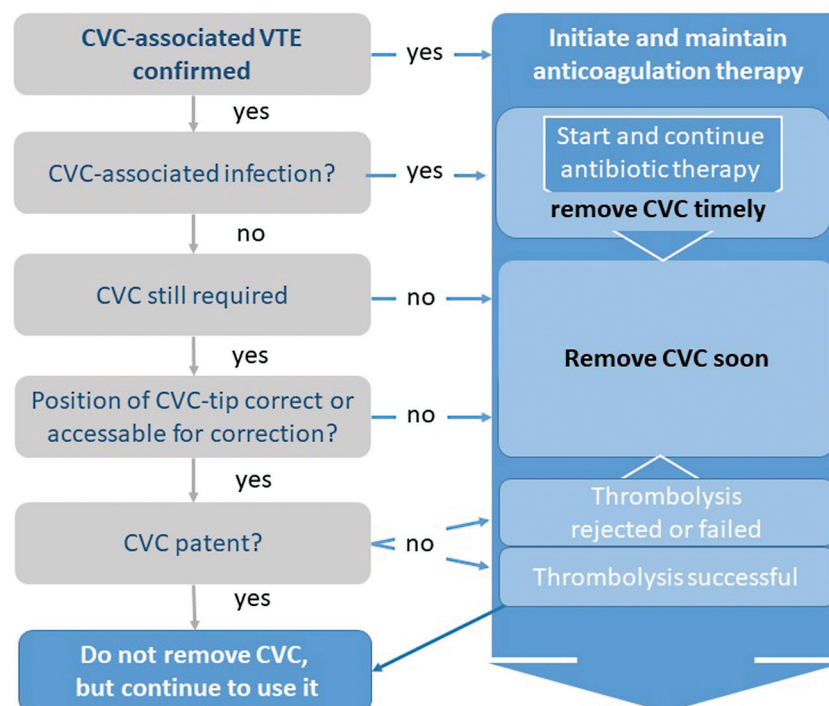 CVC-associated VTE
confirmed
yes
Initiate and maintain
anticoagulation therapy
yes
CVC-associated infection?
yes
Start and continue
antibiotic therapy
remove CVC timely
no
CVC still required
no
Remove CVC soon
yes
Position of CVC-tip correct or
accessable for correction?
no
yes
CVC patent?
no
Thrombolysis
rejected or failed
Thrombolysis successful
yes
Do not remove CVC,
but continue to use it